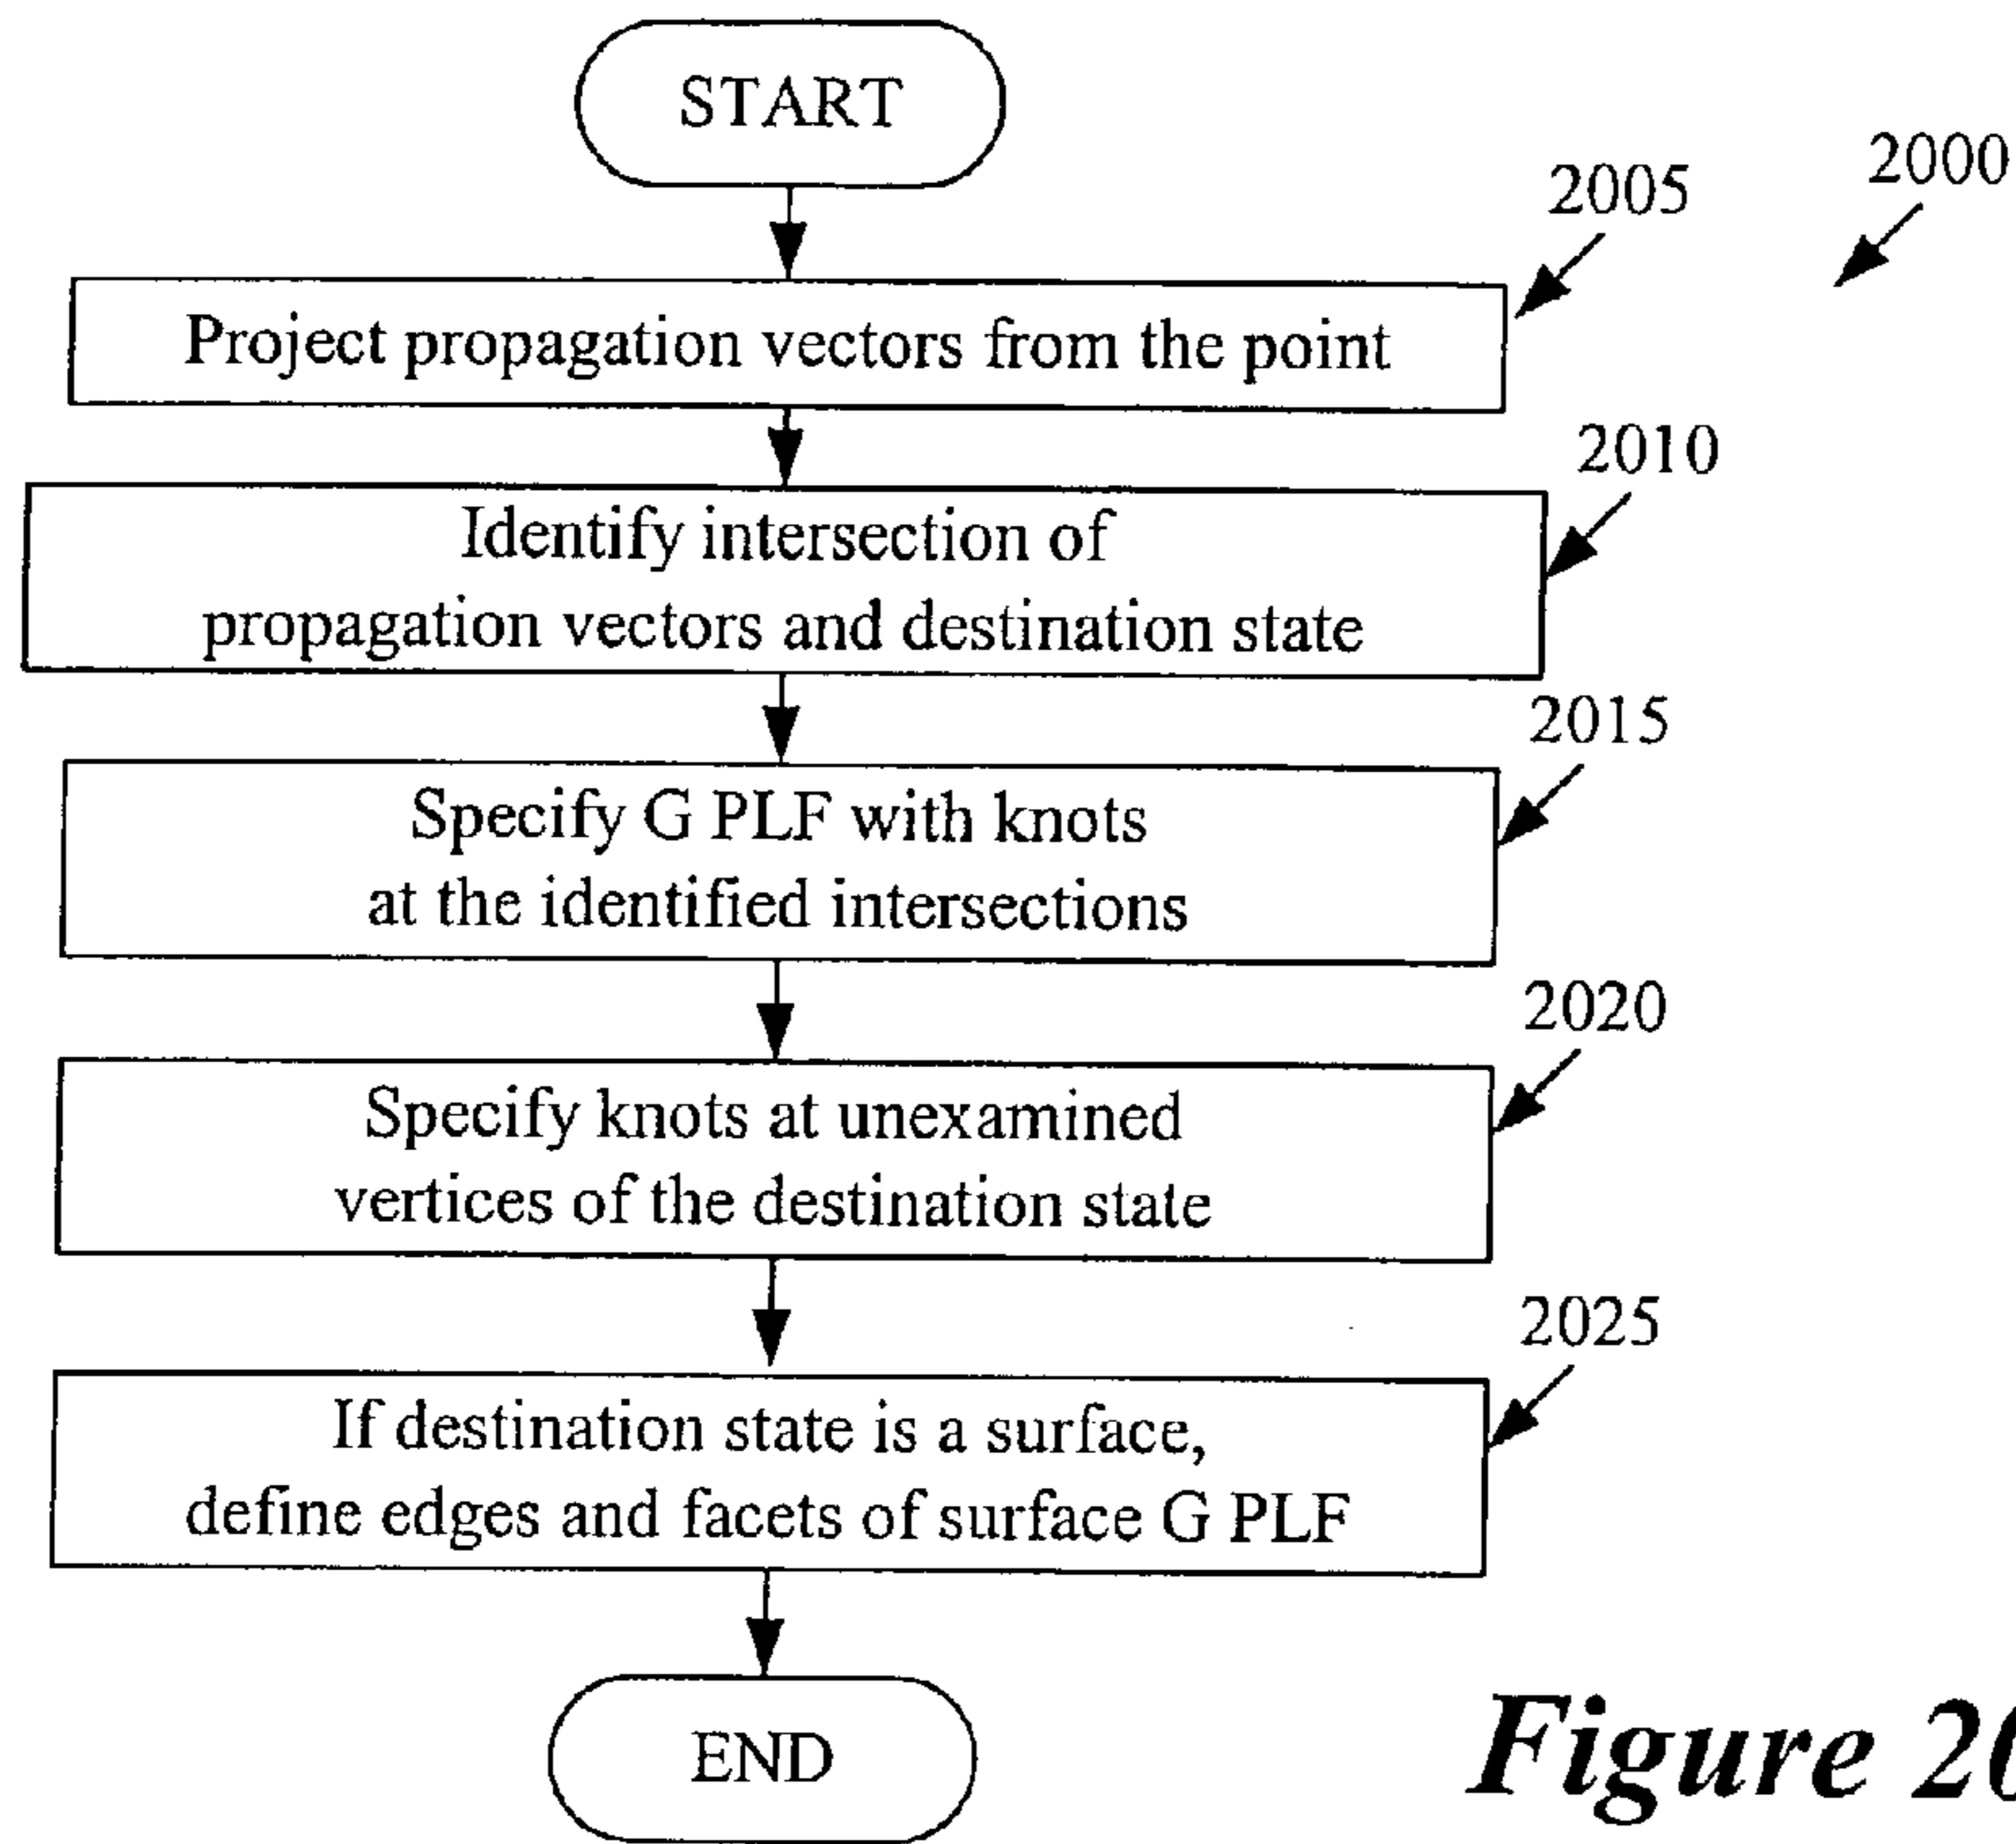 START
2000
2005
Project propagation vectors from the point
2010
Identify intersection of
propagation vectors and destination state
2015
Specify G PLF with knots
at the identified intersections
2020
Specify knots at unexamined
vertices of the destination state
2025
If destination state is a surface,
define edges and facets of surface G PLF
END
Figure 20